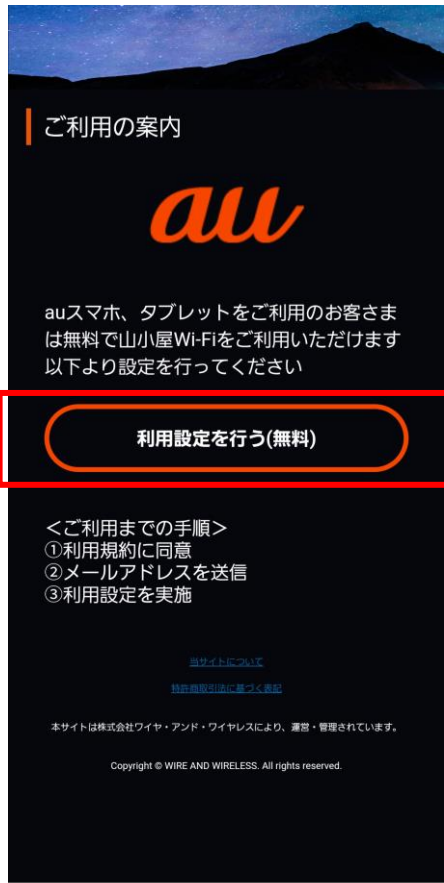 ご利用の案内
au
auスマホ、タブレットをご利用のお客さま
は無料で山小屋Wi-Fiをご利用いただけます
以下より設定を行ってください
利用設定を行う(無料)
＜ご利用までの手順＞
①利用規約に同意
②メールアドレスを送信
③利用設定を実施
当サイトについて
特許商取引法に基づく表記
本サイトは株式会社ワイヤ・アンド・ワイヤレスにより、運営・管理されています。
Copyright © WIRE AND WIRELESS. All rights reserved.